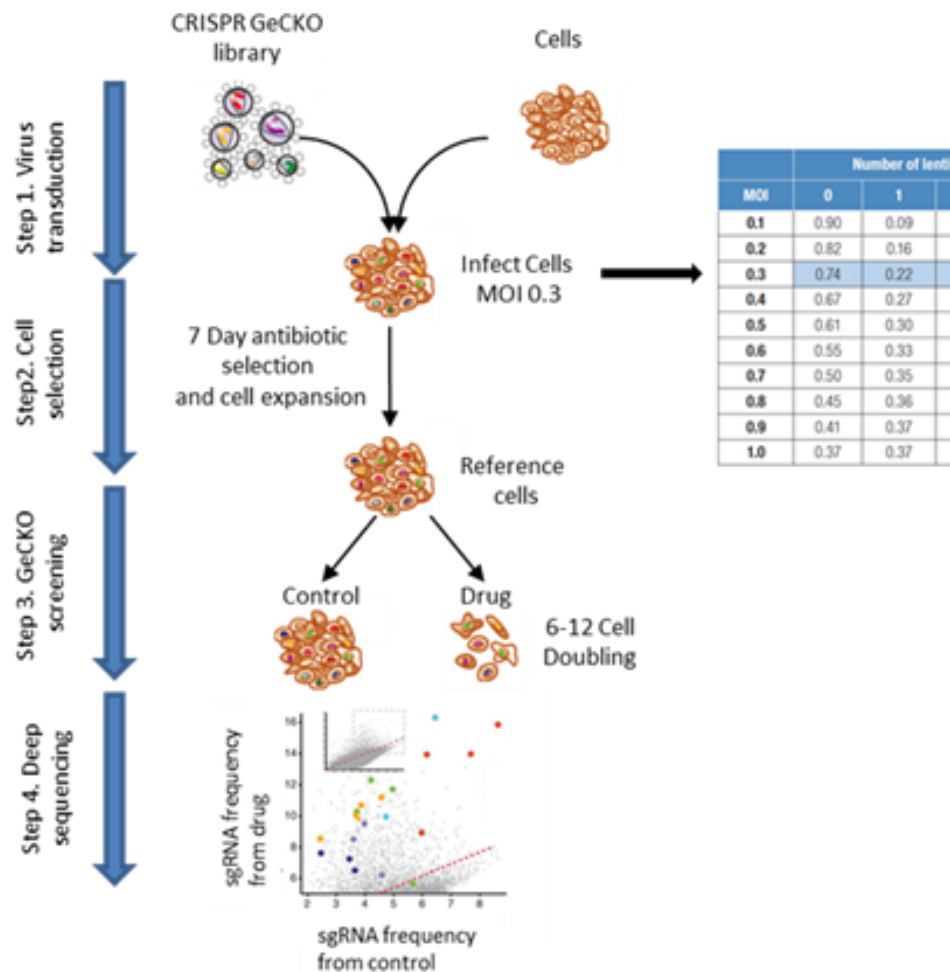 CRISPR GeCKO
library
Cells
Step 1. Virus
transduction
Infect Cells
MOI 0.3
Number of lenti
MOI 0 1
0.1 0.90 0.09
0.2 0.82 0.16
0.3 0.74 0.22
0.4 0.67 0.27
0.5 0.61 0.30
0.6 0.55 0.33
0.7 0.50 0.35
0.8 0.45 0.36
0.9 0.41 0.37
1.0 0.37 0.37
Step2. Cell
selection
7 Day antibiotic
selection
and cell expansion
Reference
cells
Step 3. GeCKO
screening
Control
Drug
6-12 Cell
Doubling
Step 4. Deep
sequencing
sgRNA frequency
from drug
16
14
12
10
8
6
2 3 4 5 6 7 8
sgRNA frequency
from control